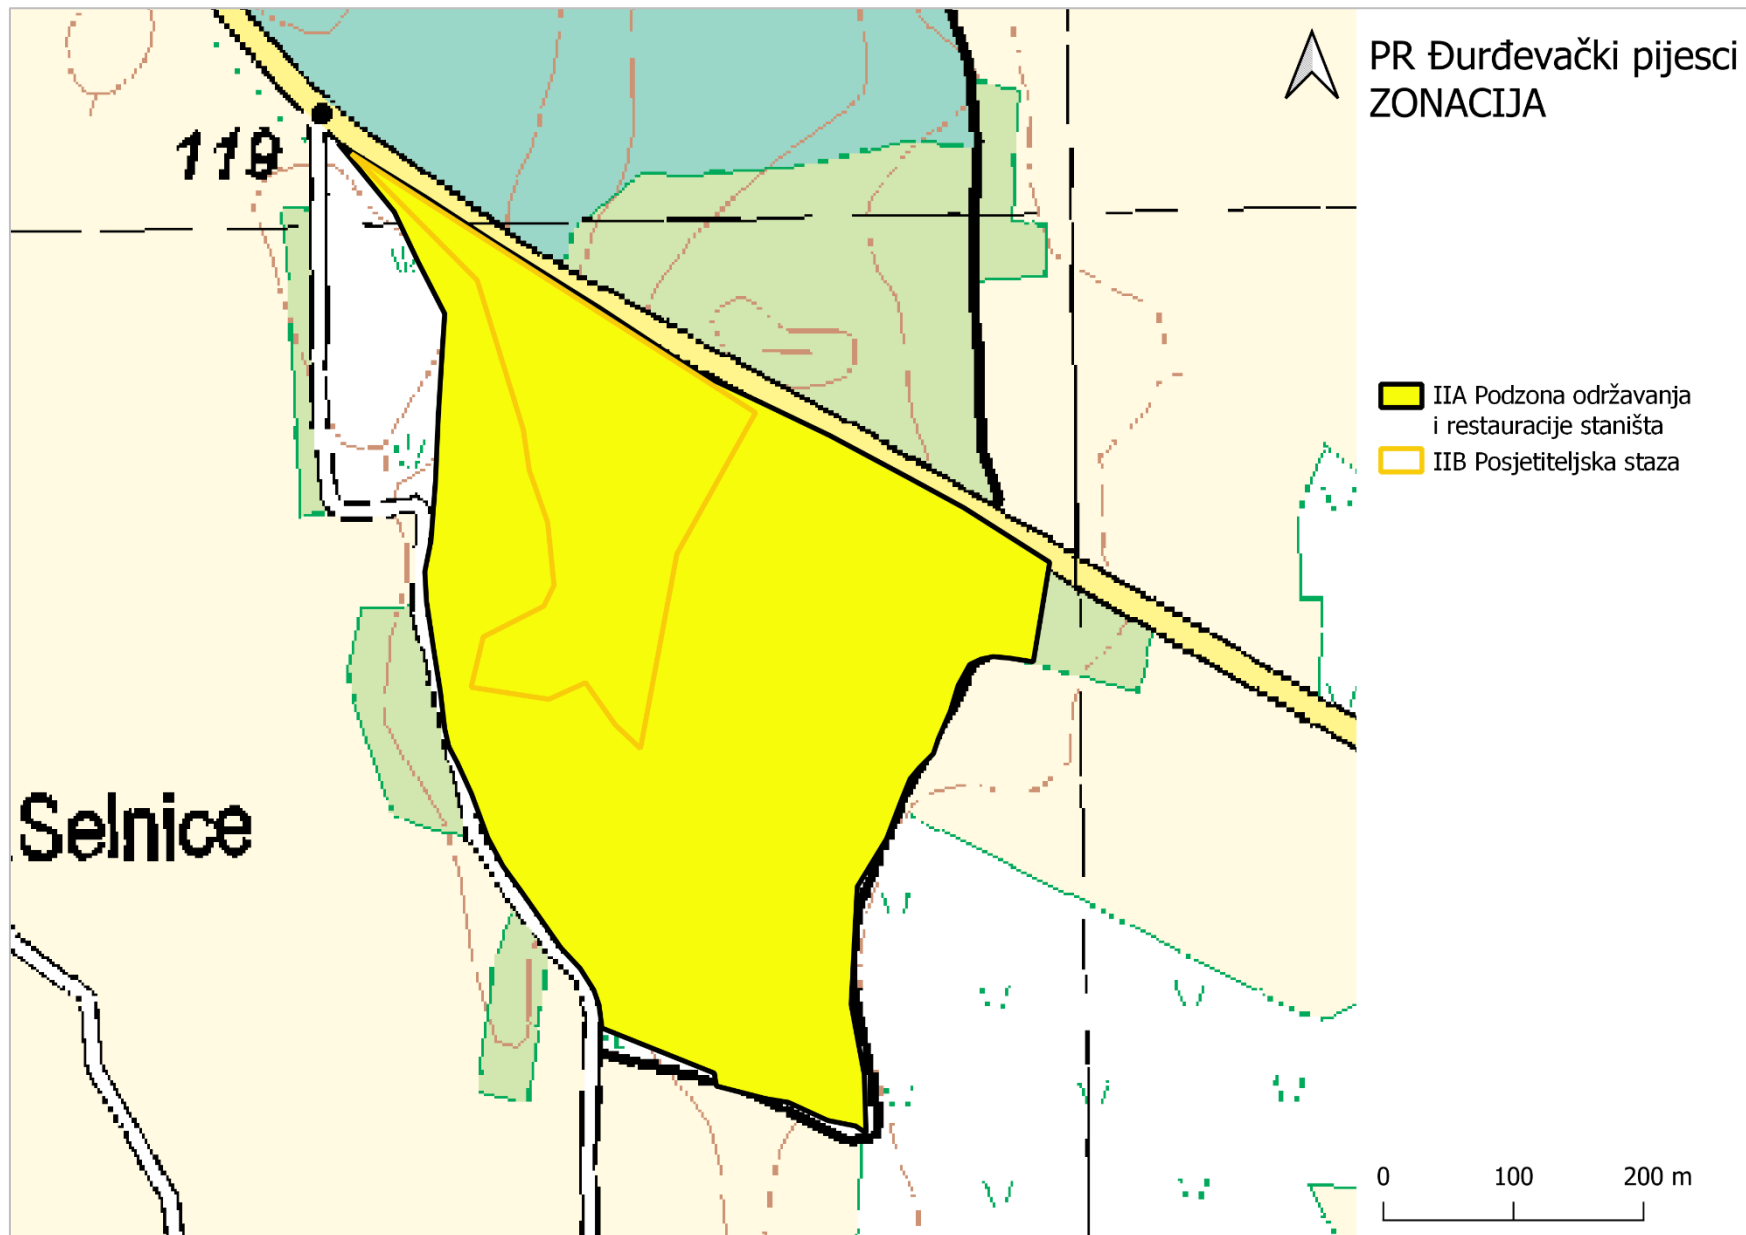 PR Đurđevački pijesci
ZONACIJA
119
IIA Podzona održavanja
i restauracije staništa
IIB Posjetiteljska staza
Selnice
0 100 200 m